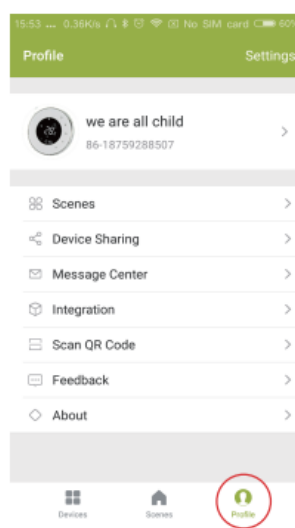 15:53 ... 0.36K/s No SIM card 60%
Profile Settings
we are all child
86-18759288507
Scenes
Device Sharing
Message Center
Integration
Scan QR Code
Feedback
About
Devices Scenes Profile